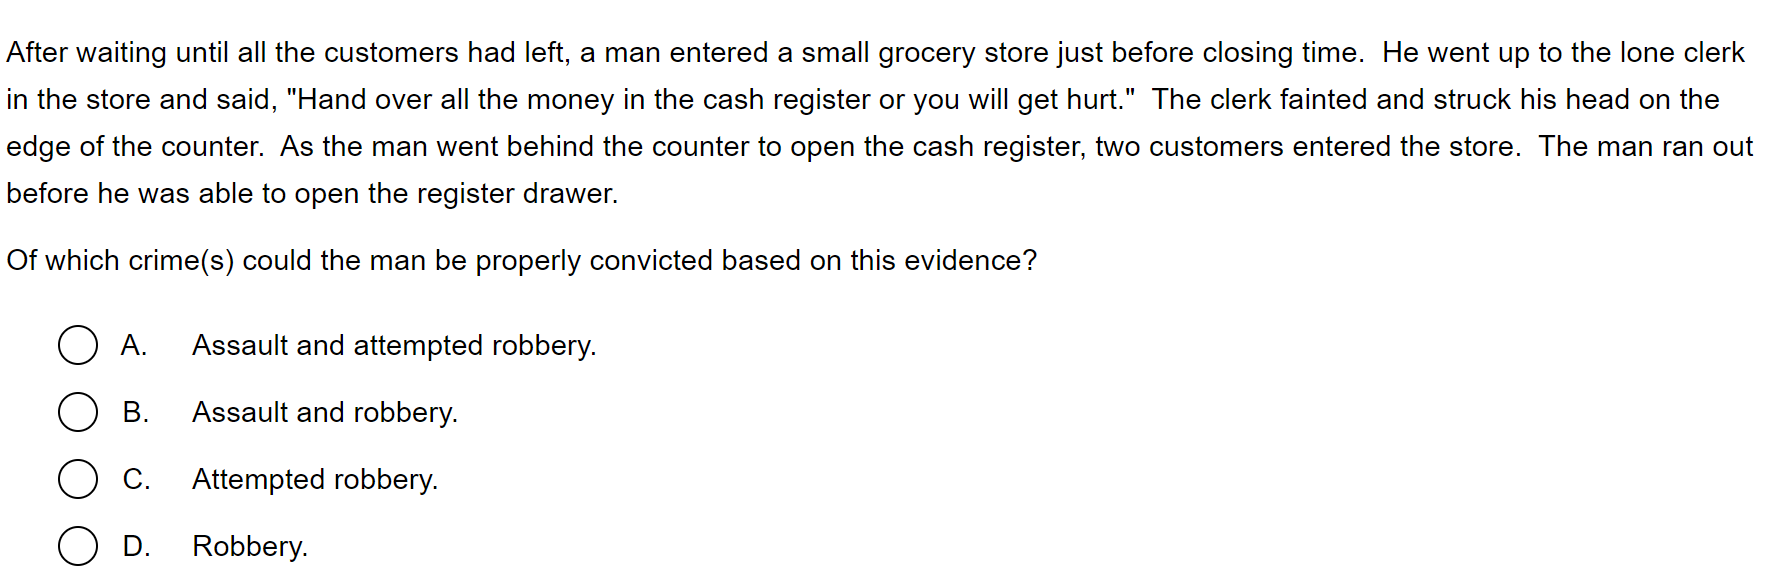 After waiting until all the customers had left, a man entered a small grocery store just before closing time.  He went up to the lone clerk
in the store and said, "Hand over all the money in the cash register or you will get hurt."  The clerk fainted and struck his head on the
edge of the counter.  As the man went behind the counter to open the cash register, two customers entered the store.  The man ran out
before he was able to open the register drawer.
Of which crime(s) could the man be properly convicted based on this evidence?
A. Assault and attempted robbery.
B. Assault and robbery.
C. Attempted robbery.
D. Robbery.